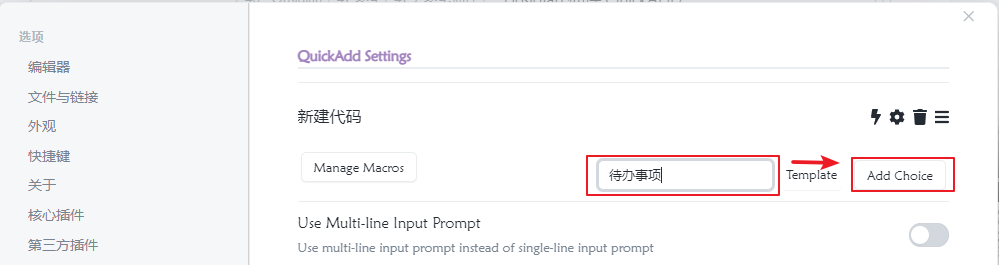 选项
编辑器
文件与链接
外观
快捷键
关于
核心插件
第三方插件
QuickAdd Settings
新建代码
Manage Macros
待办事项
Template
Add Choice
Use Multi-line Input Prompt
Use multi-line input prompt instead of single-line input prompt